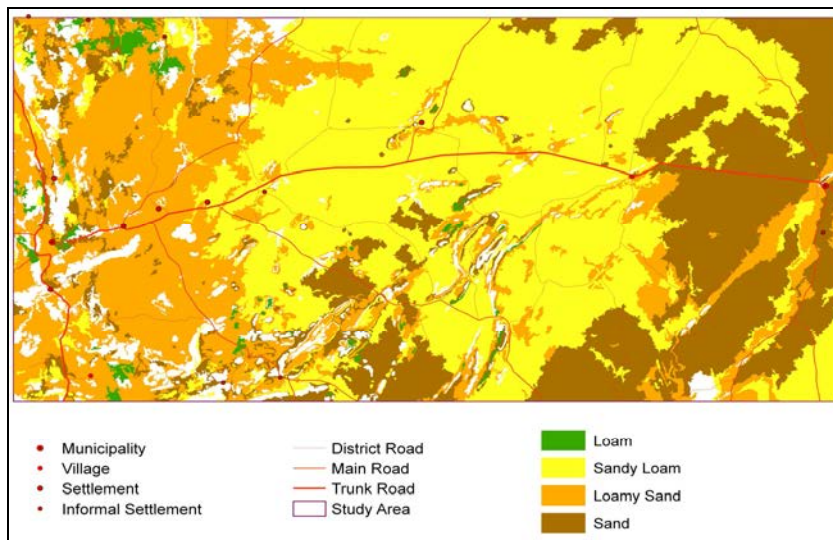 Municipality
Village
Settlement
Informal Settlement
District Road
Main Road
Trunk Road
Study Area
Loam
Sandy Loam
Loamy Sand
Sand